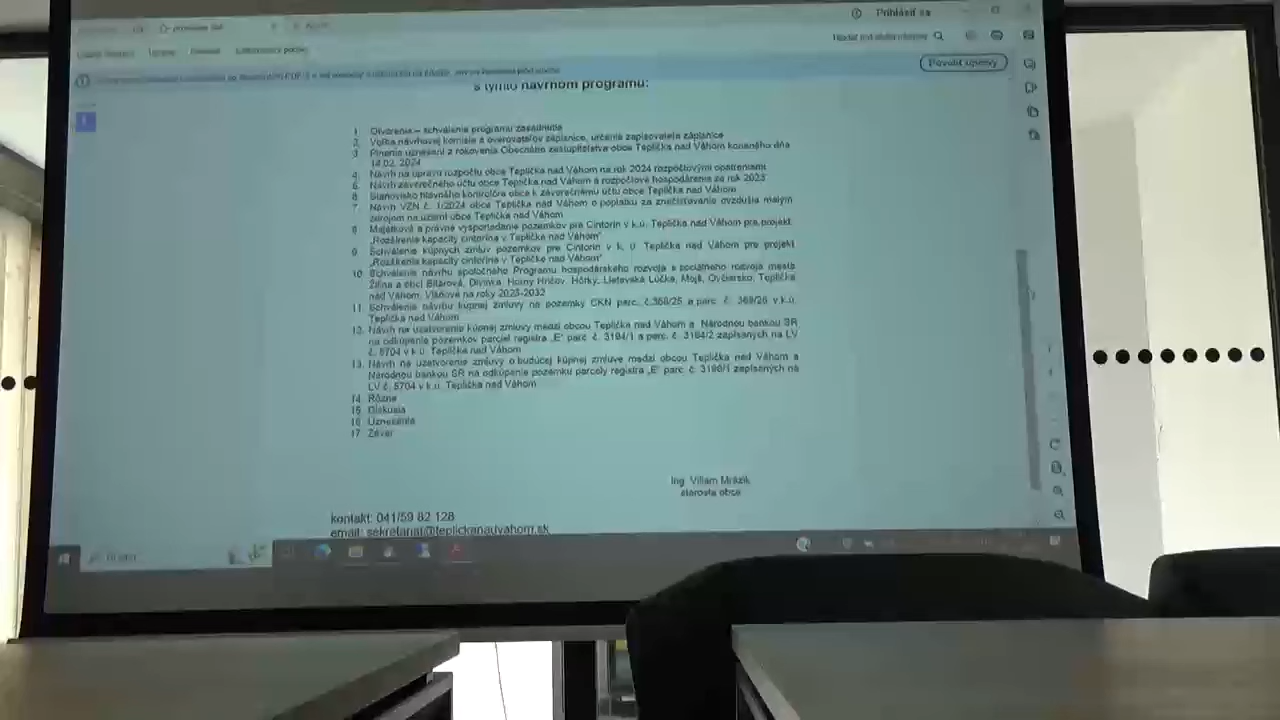 Prihlásiť sa
Povoliť úpravy
s týmto návrhom programu:
1. Otvorenie – schválenie programu zasadnutia
2. Voľba návrhovej komisie a overovateľov zápisnice, určenie zapisovateľa zápisnice
3. Plnenie uznesení z rokovania Obecného zastupiteľstva obce Teplička nad Váhom konaného dňa
14.02. 2024
4. Návrh na úpravu rozpočtu obce Teplička nad Váhom na rok 2024 rozpočtovými opatreniami
5. Návrh záverečného účtu obce Teplička nad Váhom a rozpočtové hospodárenie za rok 2023
6. Stanovisko hlavného kontrolóra obce k záverečnému účtu obce Teplička nad Váhom
7. Návrh VZN č. 1/2024 obce Teplička nad Váhom o poplatku za znečisťovanie ovzdušia malým
zdrojom na území obce Teplička nad Váhom
8. Majetkové a právne vysporiadanie pozemkov pre Cintorín v k.ú. Teplička nad Váhom pre projekt
„Rozšírenie kapacity cintorína v Tepličke nad Váhom“
9. Schválenie kúpnych zmlúv pozemkov pre Cintorín v k. ú. Teplička nad Váhom pre projekt
„Rozšírenie kapacity cintorína v Tepličke nad Váhom“
10. Schválenie návrhu spoločného Programu hospodárskeho rozvoja a sociálneho rozvoja mesta
Žilina a obcí Bitarová, Divinka, Horný Hričov, Hôrky, Lietavská Lúčka, Mojš, Ovčiarsko, Teplička
nad Váhom, Višňové na roky 2023-2032
11. Schválenie návrhu kúpnej zmluvy na pozemky CKN parc. č.368/25 a parc. č. 369/26 v k.ú.
Teplička nad Váhom
12. Návrh na uzatvorenie kúpnej zmluvy medzi obcou Teplička nad Váhom a Národnou bankou SR
na odkúpenie pozemkov parciel registra „E“ parc. č. 3194/1 a parc. č. 3184/2 zapísaných na LV
č. 5704 v k.ú. Teplička nad Váhom
13. Návrh na uzatvorenie zmluvy o budúcej kúpnej zmluve medzi obcou Teplička nad Váhom a
Národnou bankou SR na odkúpenie pozemku parcely registra „E“ parc. č. 3190/1 zapísaných na
LV č. 5704 v k.ú. Teplička nad Váhom
14. Rôzne
15. Diskusia
16. Uznesenia
17. Záver
Ing. Viliam Mrázik
starosta obce
kontakt: 041/59 82 128
email: sekretariat@teplickanadvahom.sk